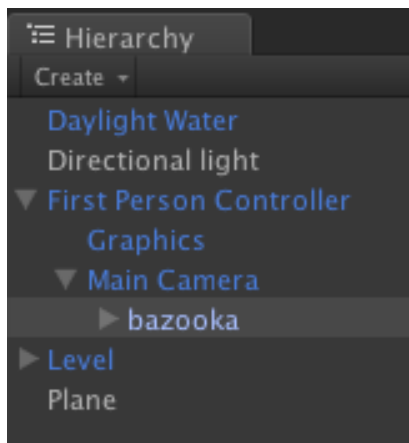 Hierarchy
Create
Daylight Water
Directional light
First Person Controller
Graphics
Main Camera
bazooka
Level
Plane